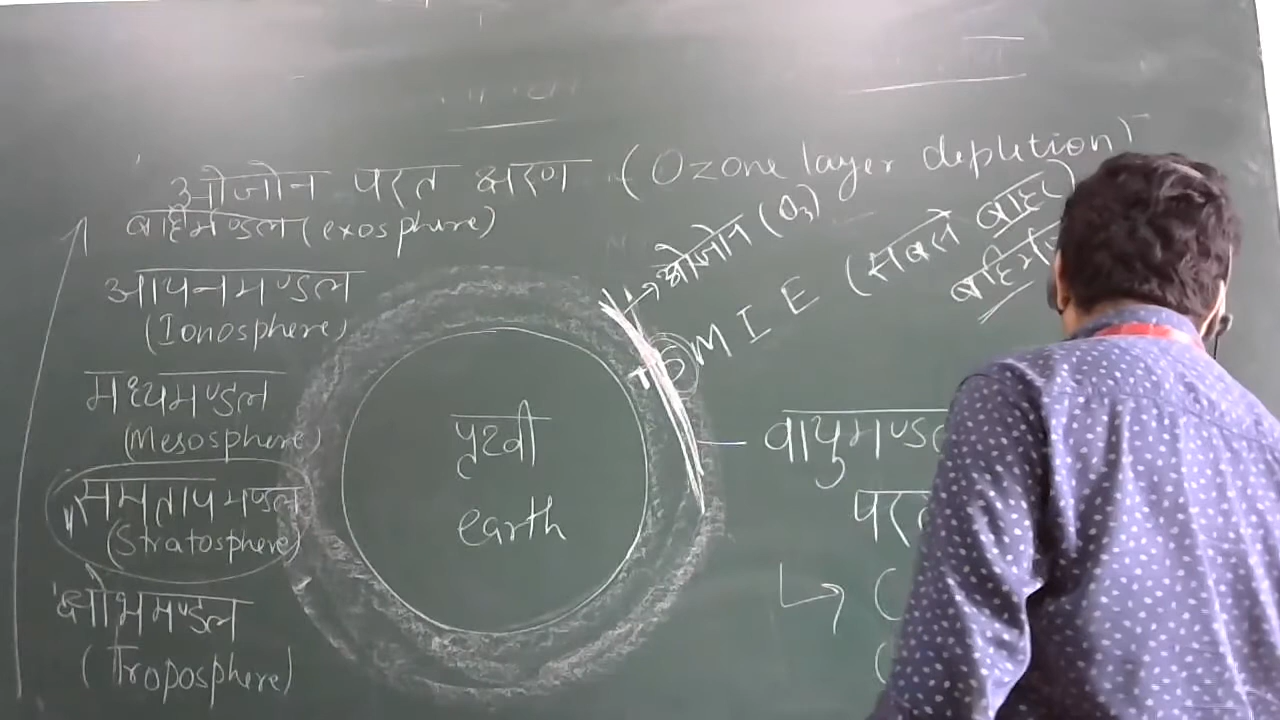 ओजोन परत क्षरण (Ozone layer depletion)
बाह्मण्डल (exosphere)
आयनमण्डल
(Ionosphere)
मध्यमण्डल
(Mesosphere)
समतापमण्डल
(Stratosphere)
क्षोभमण्डल
(Troposphere)
पृथ्वी
earth
ओजोन (O₃)
T S M I E (सबसे बाहर)
वायुमण्ड
पर